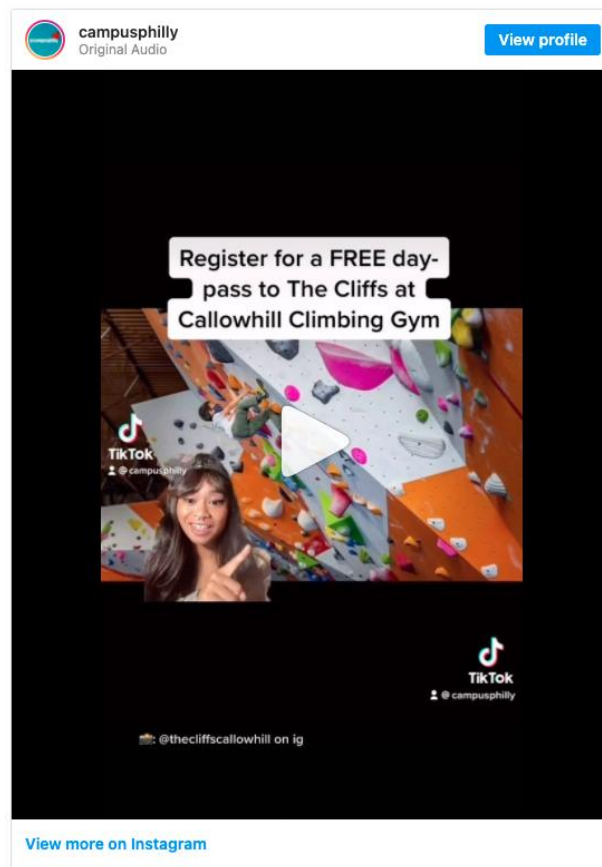 campusphilly
Original Audio
View profile
Register for a FREE day-
pass to The Cliffs at
Callowhill Climbing Gym
TikTok
@campusphilly
TikTok
@campusphilly
: @thecliffscallowhill on ig
View more on Instagram